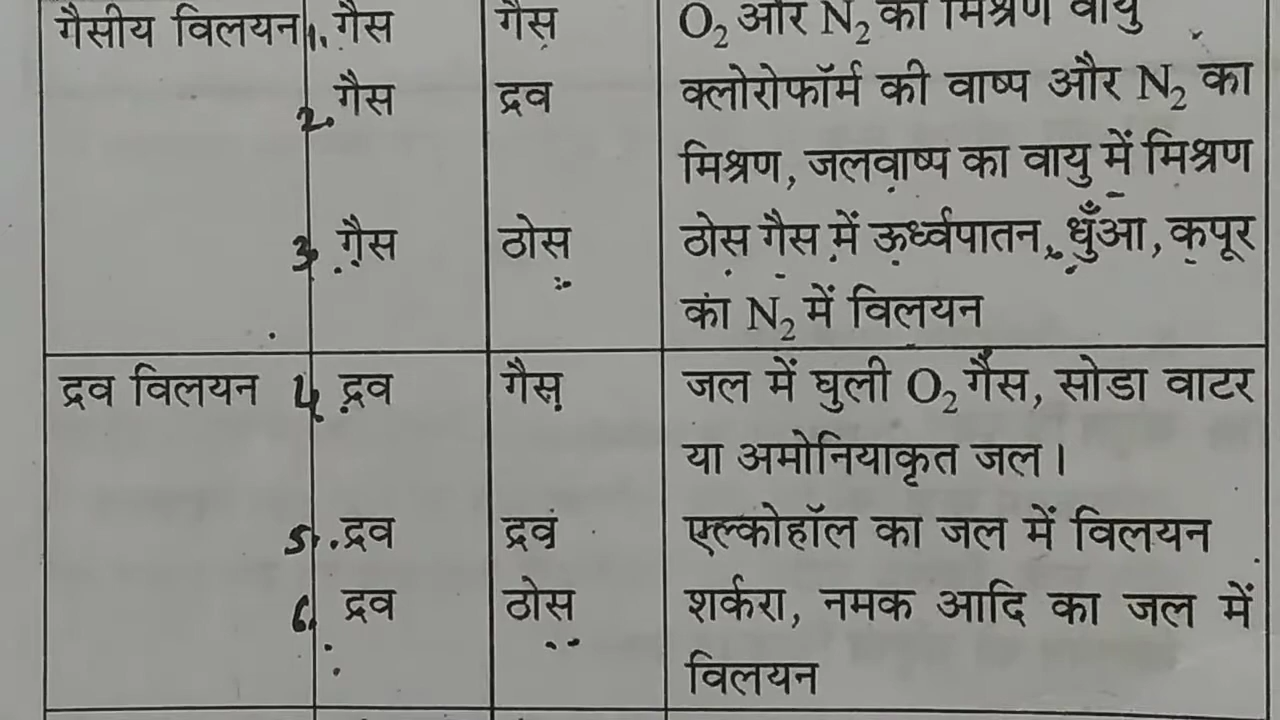 गैसीय विलयन 1. गैस गैस O₂ और N₂ का मिश्रण वायु
2. गैस द्रव क्लोरोफॉर्म की वाष्प और N₂ का
मिश्रण, जलवाष्प का वायु में मिश्रण
3. गैस ठोस ठोस गैस में ऊर्ध्वपातन, धुँआ, कपूर
का N₂ में विलयन
द्रव विलयन 4. द्रव गैस जल में घुली O₂ गैस, सोडा वाटर
या अमोनियाकृत जल।
5. द्रव द्रव एल्कोहॉल का जल में विलयन
6. द्रव ठोस शर्करा, नमक आदि का जल में
विलयन